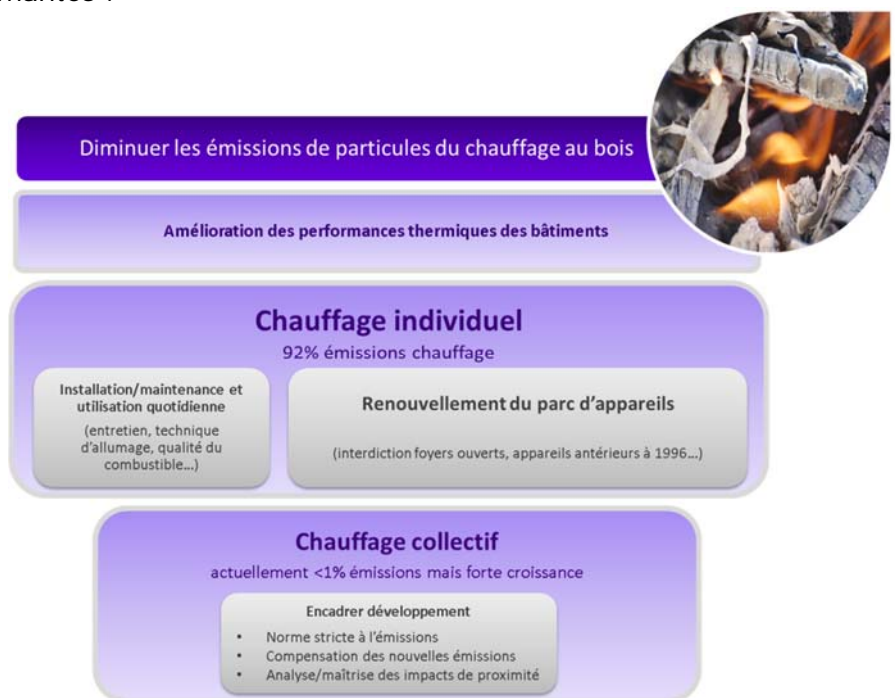 Diminuer les émissions de particules du chauffage au bois
Amélioration des performances thermiques des bâtiments
Chauffage individuel
92% émissions chauffage
Installation/maintenance et
utilisation quotidienne
(entretien, technique
d'allumage, qualité du
combustible...)
Renouvellement du parc d'appareils
(interdiction foyers ouverts, appareils antérieurs à 1996...)
Chauffage collectif
actuellement <1% émissions mais forte croissance
Encadrer développement
• Norme stricte à l'émissions
• Compensation des nouvelles émissions
• Analyse/maîtrise des impacts de proximité